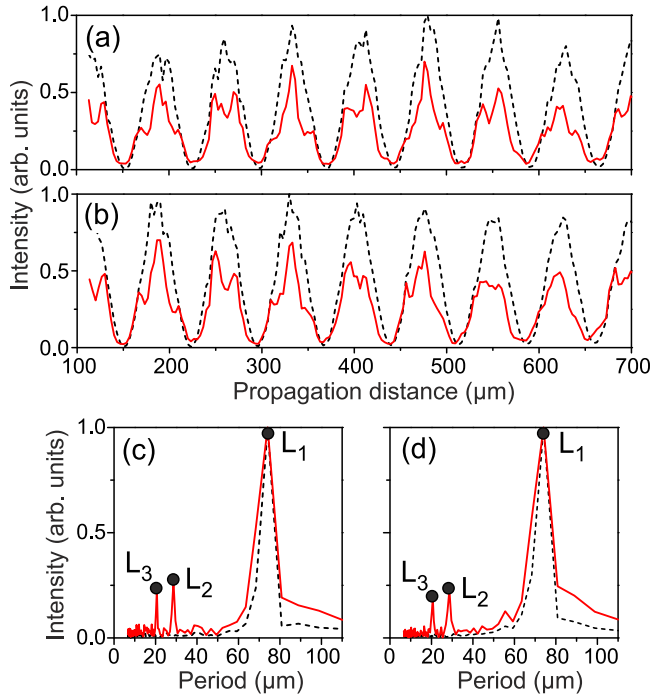 (a)
1.0
0.5
0.0
Intensity (arb. units)
(b)
1.0
0.5
0.0
100 200 300 400 500 600 700
Propagation distance (µm)
(c)
1.0
0.5
0.0
Intensity (arb. units)
L1
L2
L3
0 20 40 60 80 100
Period (µm)
(d)
L1
L2
L3
0 20 40 60 80 100
Period (µm)